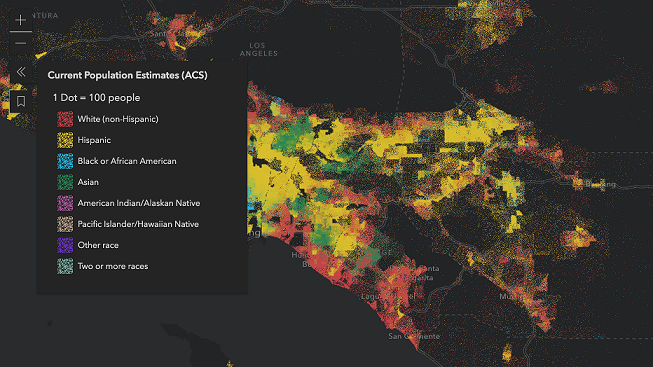 NTURA
Santa
LOS
ANGELES
Current Population Estimates (ACS)
1 Dot = 100 people
White (non-Hispanic)
Hispanic
Black or African American
Asian
American Indian/Alaskan Native
Pacific Islander/Hawaiian Native
Other race
Two or more races
San Clemente